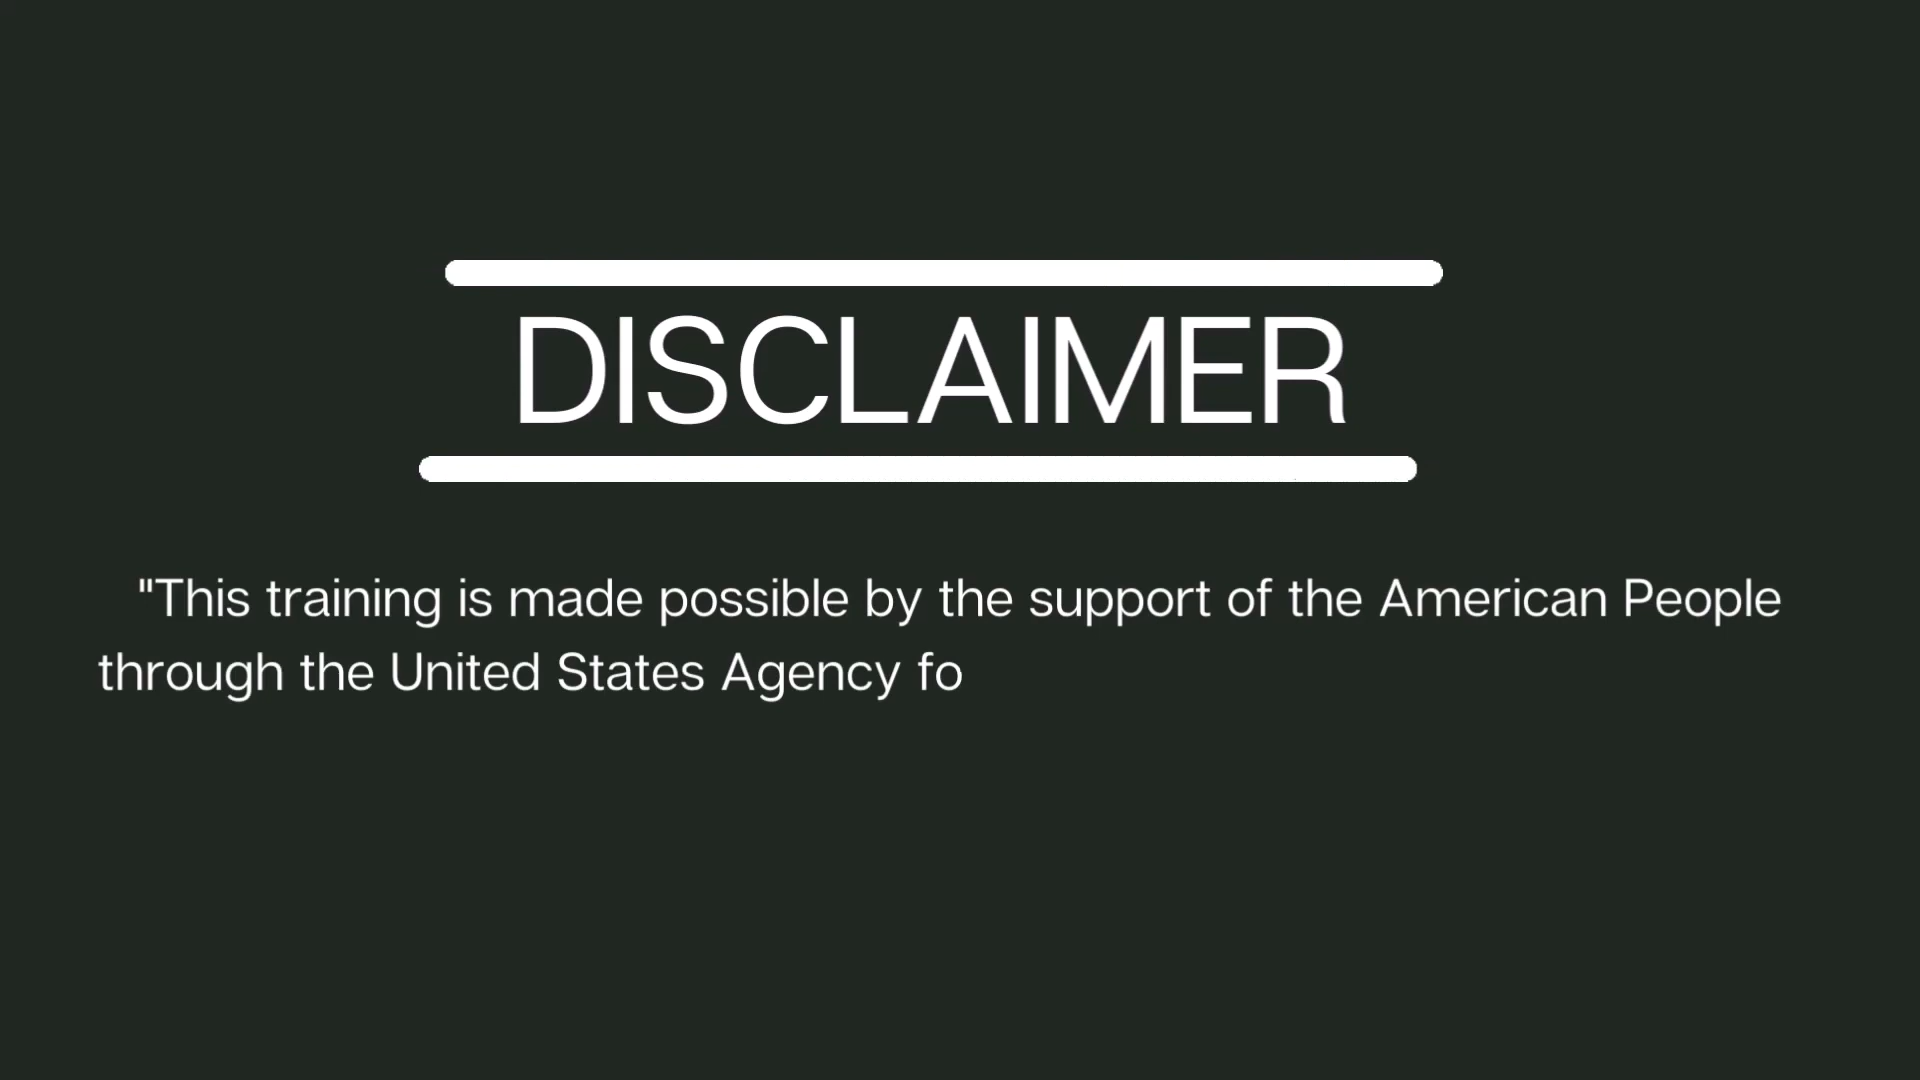 DISCLAIMER
"This training is made possible by the support of the American People
through the United States Agency fo